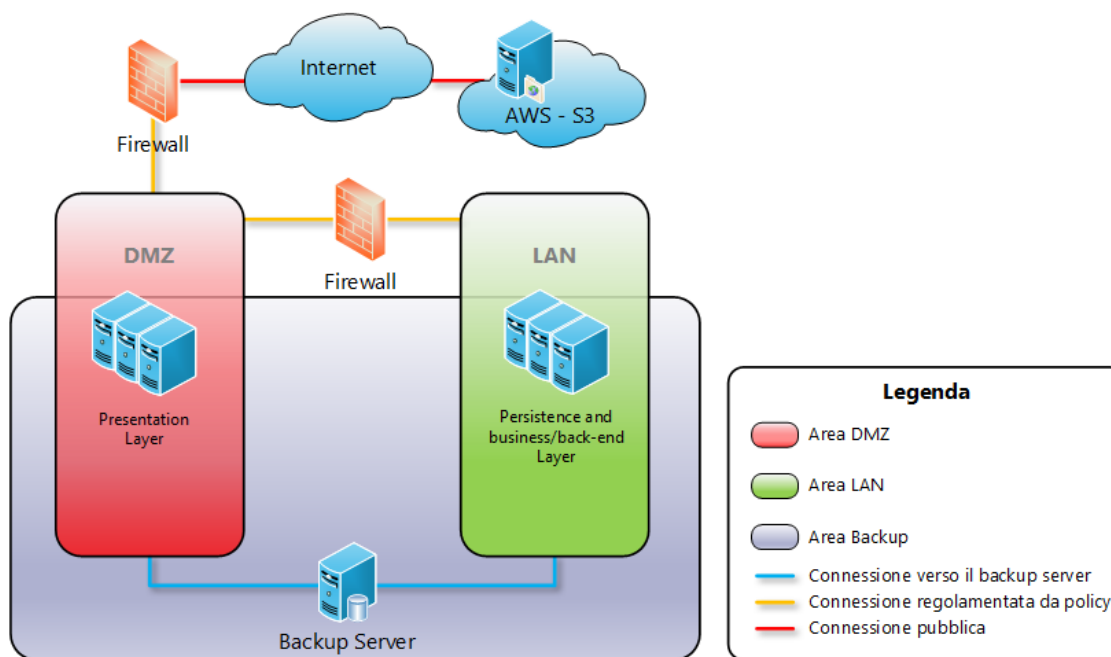 Internet
AWS - S3
Firewall
DMZ
LAN
Firewall
Presentation
Layer
Persistence and
business/back-end
Layer
Backup Server
Legenda
Area DMZ
Area LAN
Area Backup
Connessione verso il backup server
Connessione regolamentata da policy
Connessione pubblica